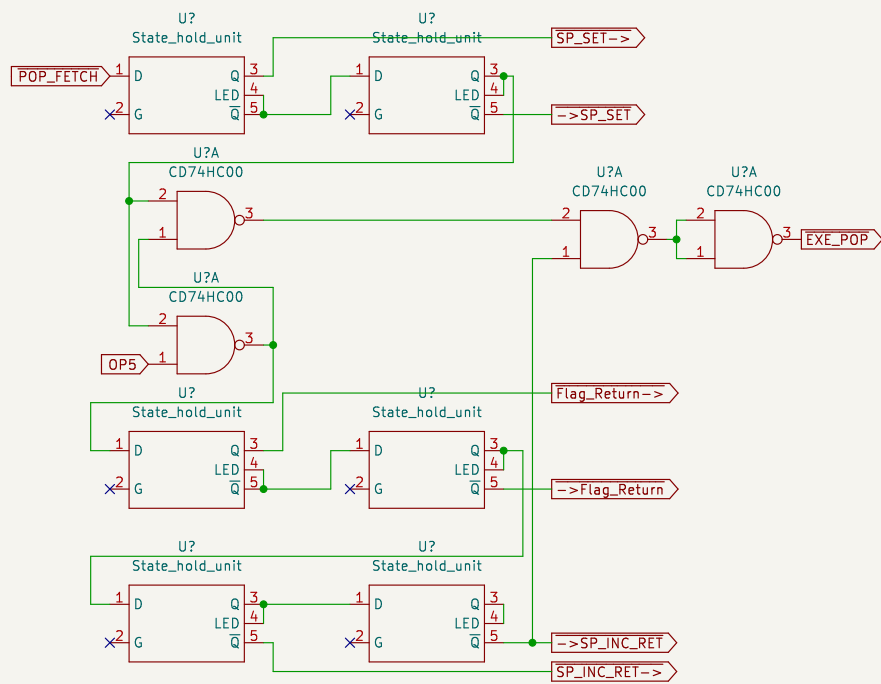 U?
State_hold_unit
U?
State_hold_unit
SP_SET->
POP_FETCH
1 D Q 3
LED 4
2 G Q 5
1 D Q 3
LED 4
2 G Q 5
->SP_SET
U?A
CD74HC00
2
1
3
U?A
CD74HC00
2
1
3
U?A
CD74HC00
2
1
3
EXE_POP
U?A
CD74HC00
2
1
3
OP5
U?
State_hold_unit
U?
State_hold_unit
Flag_Return->
1 D Q 3
LED 4
2 G Q 5
1 D Q 3
LED 4
2 G Q 5
->Flag_Return
U?
State_hold_unit
U?
State_hold_unit
1 D Q 3
LED 4
2 G Q 5
1 D Q 3
LED 4
2 G Q 5
->SP_INC_RET
SP_INC_RET->